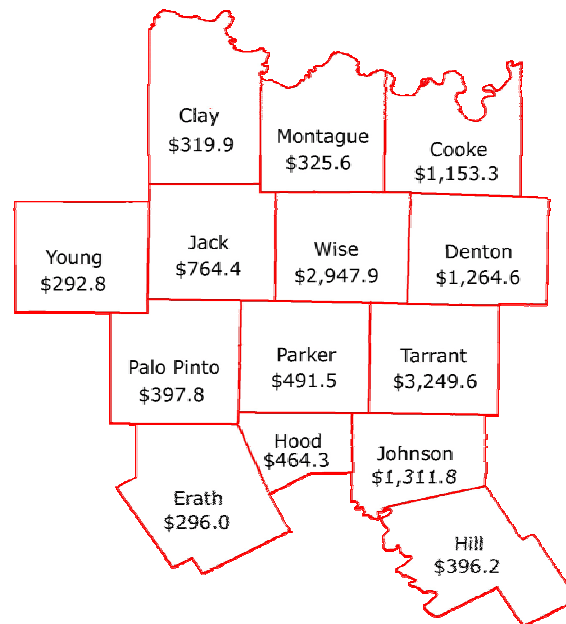 Clay
$319.9
Montague
$325.6
Cooke
$1,153.3
Young
$292.8
Jack
$764.4
Wise
$2,947.9
Denton
$1,264.6
Palo Pinto
$397.8
Parker
$491.5
Tarrant
$3,249.6
Hood
$464.3
Johnson
$1,311.8
Erath
$296.0
Hill
$396.2